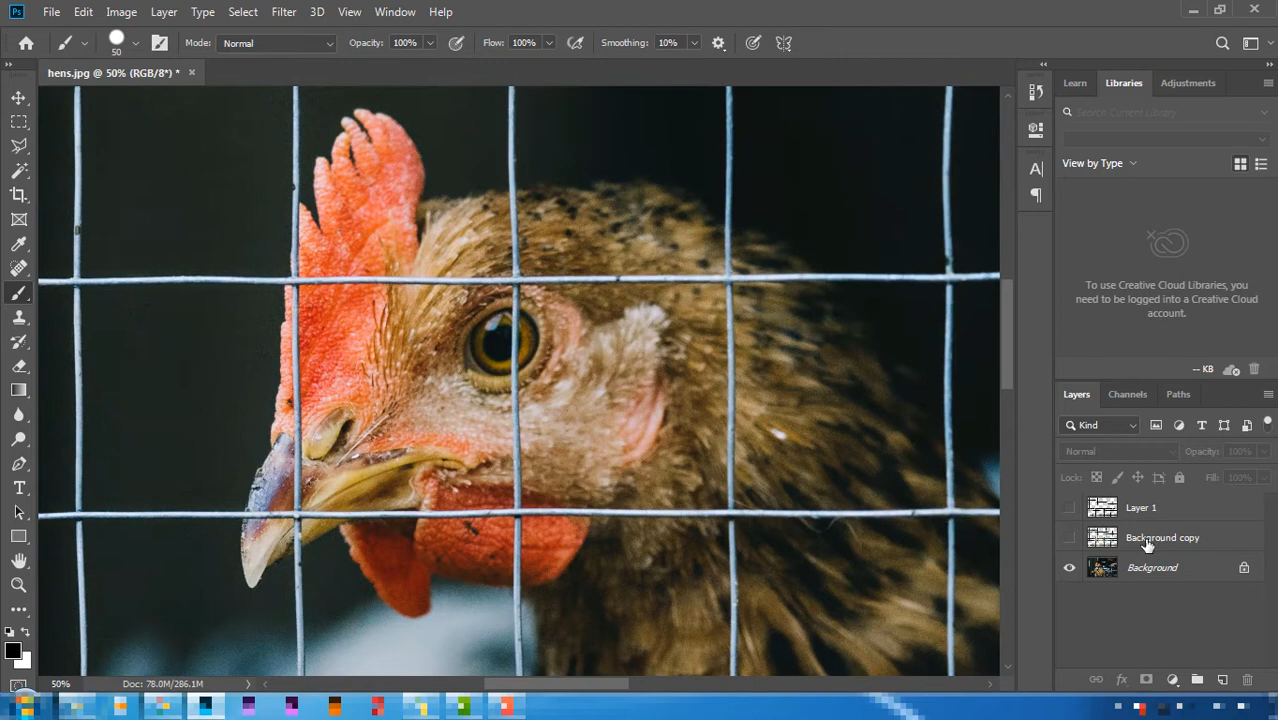 Ps File Edit Image Layer Type Select Filter 3D View Window Help
50 Mode: Normal Opacity: 100% Flow: 100% Smoothing: 10%
hens.jpg @ 50% (RGB/8*) *
Learn Libraries Adjustments
Search Current Library
View by Type
To use Creative Cloud Libraries, you
need to be logged into a Creative Cloud
account.
-- KB
Layers Channels Paths
Kind
Normal Opacity: 100%
Lock: Fill: 100%
Layer 1
Background copy
Background
50% Doc: 78.0M/286.1M